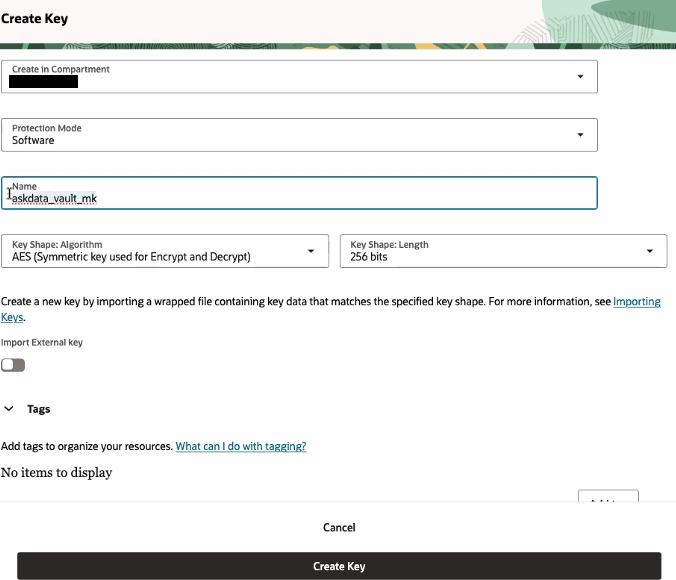 Create Key
Create in Compartment
Protection Mode
Software
Name
askdata_vault_mk
Key Shape: Algorithm
AES (Symmetric key used for Encrypt and Decrypt)
Key Shape: Length
256 bits
Create a new key by importing a wrapped file containing key data that matches the specified key shape. For more information, see Importing
Keys.
Import External key
Tags
Add tags to organize your resources. What can I do with tagging?
No items to display
Cancel
Create Key